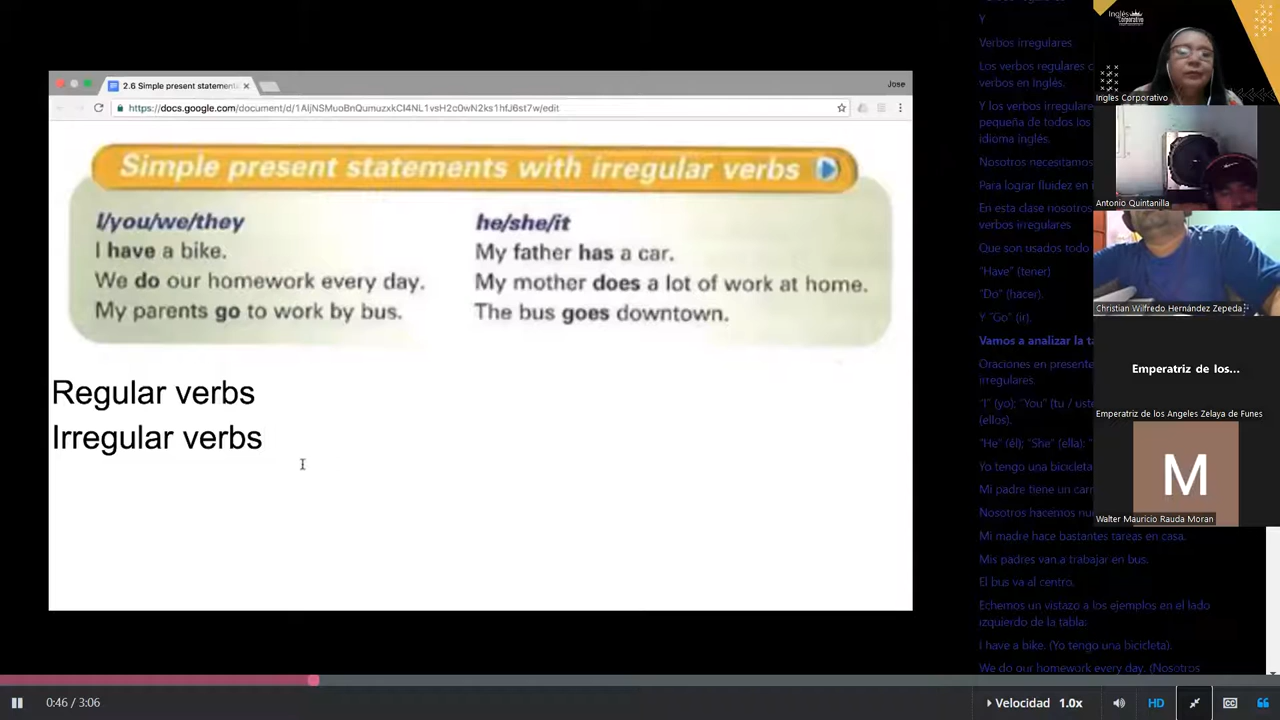 2.6 Simple present statement
Jose
https://docs.google.com/document/d/1AljNSMuoBnQumuzxkCI4NL1vsH2c0wN2ks1hfJ6st7w/edit
Simple present statements with irregular verbs
I/you/we/they
I have a bike.
We do our homework every day.
My parents go to work by bus.
he/she/it
My father has a car.
My mother does a lot of work at home.
The bus goes downtown.
Regular verbs
Irregular verbs
0:46 / 3:06
Velocidad 1.0x
HD
Y
Verbos irregulares
Los verbos regulares
verbos en inglés.
Y los verbos irregulare
pequeña de todos los
idioma inglés.
Nosotros necesitamos
Para lograr fluidez en
En esta clase nosotros
verbos irregulares
Que son usados todo
"Have" (tener)
"Do" (hacer).
Y "Go" (ir).
Vamos a analizar la ta
Oraciones en presente
irregulares.
"I" (yo); "You" (tu / uste
(ellos).
"He" (él); "She" (ella);
Yo tengo una bicicleta
Mi padre tiene un carr
Nosotros hacemos nu
Mi madre hace bastantes tareas en casa.
Mis padres van a trabajar en bus.
El bus va al centro.
Echemos un vistazo a los ejemplos en el lado
izquierdo de la tabla:
I have a bike. (Yo tengo una bicicleta).
We do our homework every day. (Nosotros
Inglés
Corporativo
Ingles Corporativo
Antonio Quintanilla
Christian Wilfredo Hernández Zepeda
Emperatriz de los...
Emperatriz de los Angeles Zelaya de Funes
M
Walter Mauricio Rauda Moran